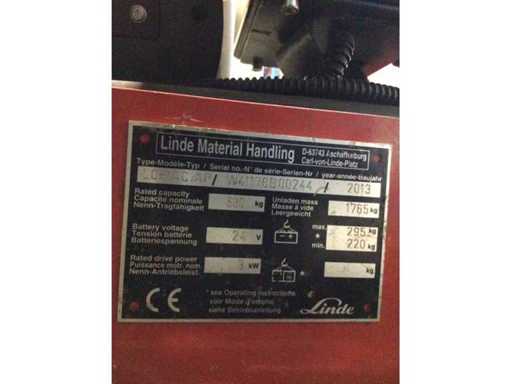 Linde Material Handling D-63743 Aschaffenburg
Carl-von-Linde-Platz
Type-Modèle-Typ / Serial no.-N° de série-Serien-Nr / year-année-Baujahr
/ / 2013
Rated capacity
Capacité nominale kg
Nenn-Tragfähigkeit
Unladen mass
Masse à vide 1765 kg
Leergewicht
Battery voltage
Tension batterie 24 V
Batteriespannung
max. 295 kg
*
min. 220 kg
Rated drive power
Puissance motr. nom. 3 kW
Nenn-Antriebsleist.
kg
CE
* see Operating Instructions
voir Mode d'emploi
siehe Betriebsanleitung
Linde